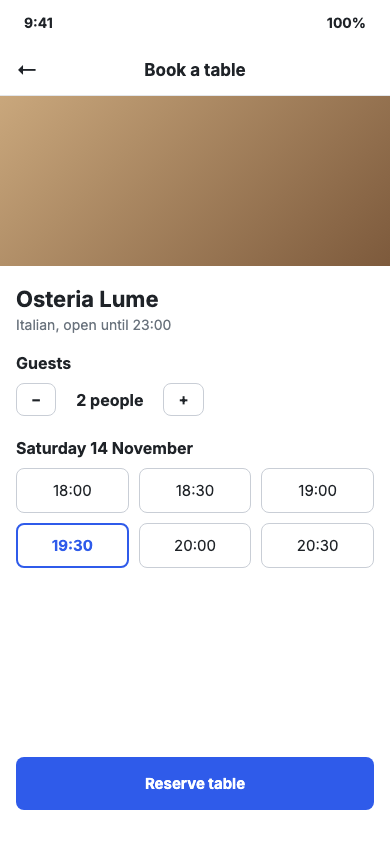 9:41 100%
← Book a table
Osteria Lume
Italian, open until 23:00
Guests
− 2 people +
Saturday 14 November
18:00 18:30 19:00
19:30 20:00 20:30
Reserve table